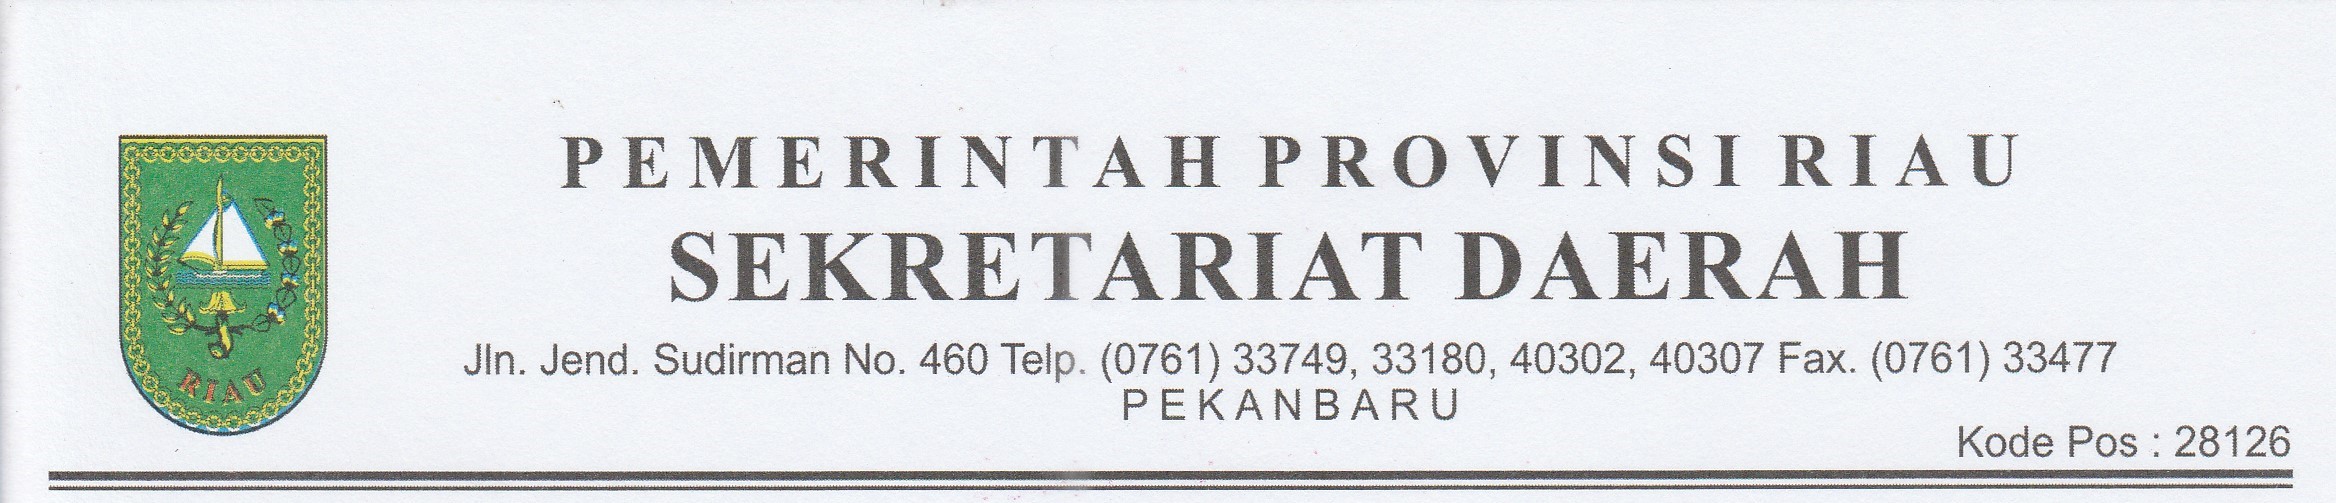 PEMERINTAH PROVINSI RIAU
SEKRETARIAT DAERAH
Jln. Jend. Sudirman No. 460 Telp. (0761) 33749, 33180, 40302, 40307 Fax. (0761) 33477
PEKANBARU
Kode Pos : 28126
RIAU